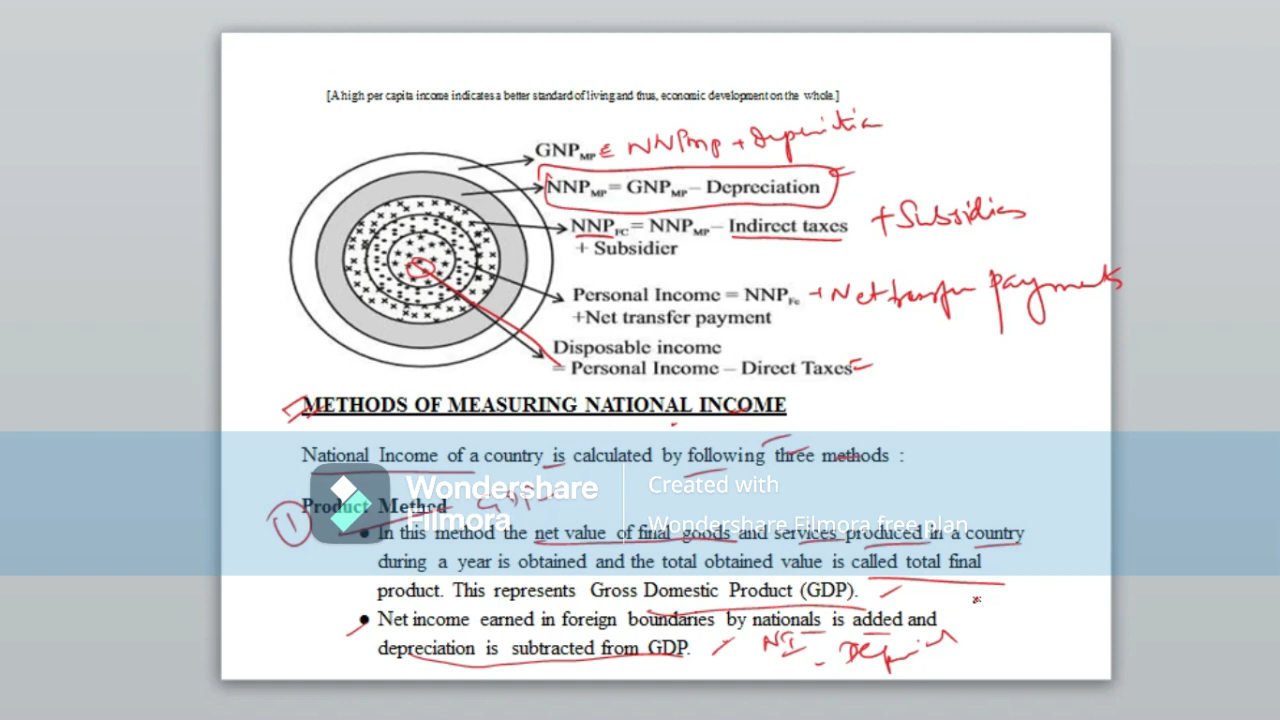 [A high per capita income indicates a better standard of living and thus, economic development on the whole.]
GNPMP = NNPMP + Depreciation
NNPMP = GNPMP – Depreciation
NNPFC = NNPMP – Indirect taxes + Subsidies
+ Subsidier
Personal Income = NNPFc + Net transfer payments
+Net transfer payment
Disposable income
= Personal Income – Direct Taxes
METHODS OF MEASURING NATIONAL INCOME
National Income of a country is calculated by following three methods :
Wondershare Filmora
Created with
Wondershare Filmora free plan
(1) Product Method GDP
• In this method the net value of final goods and services produced in a country
during a year is obtained and the total obtained value is called total final
product. This represents Gross Domestic Product (GDP).
• Net income earned in foreign boundaries by nationals is added and
depreciation is subtracted from GDP. NI -